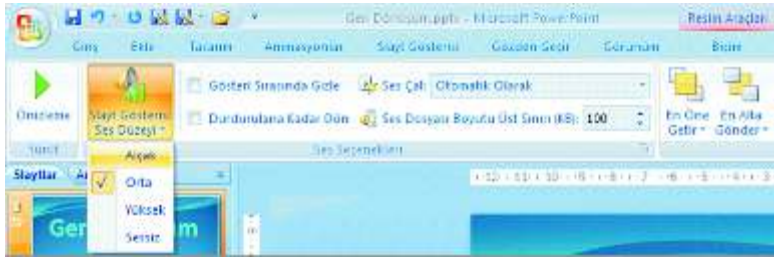 Geri Dönüşüm.pptx - Microsoft PowerPoint Resim Araçları
Giriş Ekle Tasarım Animasyonlar Slayt Gösterisi Gözden Geçir Görünüm Biçim
Önizleme
Slayt Gösterisi Ses Düzeyi
Gösteri Sırasında Gizle Ses Çal: Otomatik Olarak
Durdurulana Kadar Dön Ses Dosyası Boyutu Üst Sınırı (KB): 100
En Öne Getir En Alta Gönder
Yürüt Ses Seçenekleri
Alçak
Slaytlar
Orta
Yüksek
Sessiz